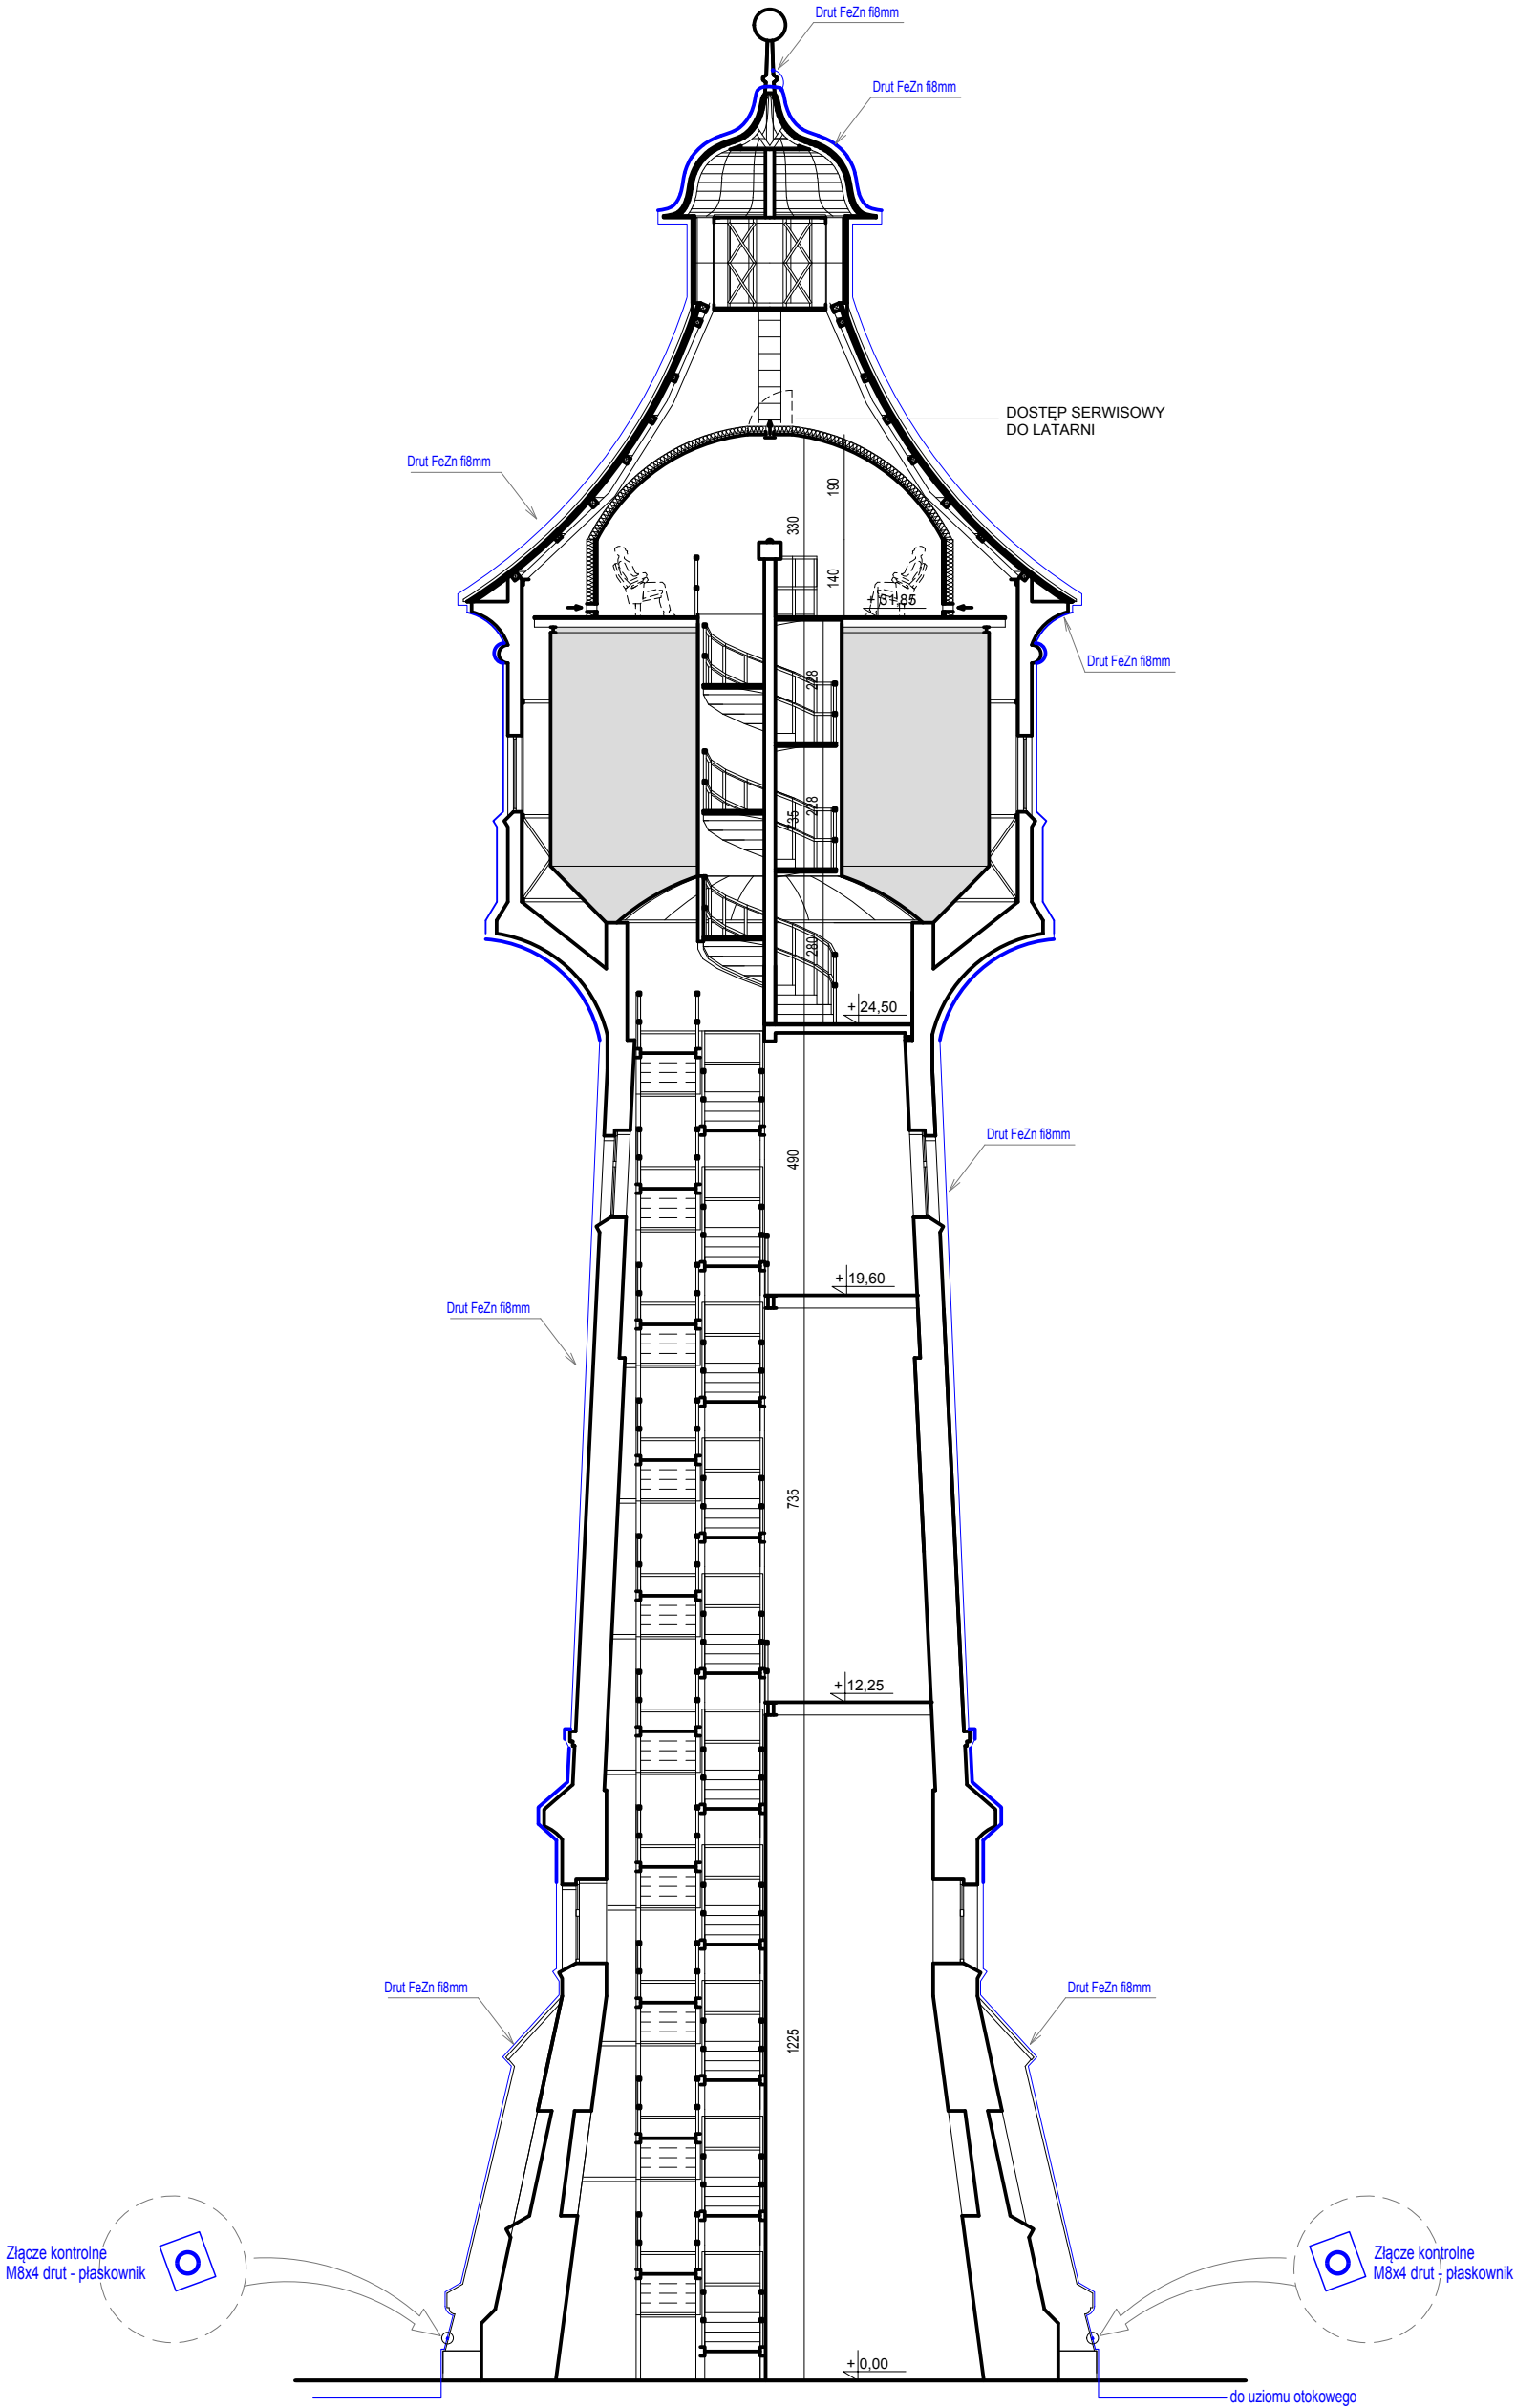 Drut FeZn fi8mm
Drut FeZn fi8mm
DOSTĘP SERWISOWY
DO LATARNI
Drut FeZn fi8mm
190
330
140
+ 31,85
Drut FeZn fi8mm
228
228
735
280
+ 24,50
Drut FeZn fi8mm
490
+ 19,60
Drut FeZn fi8mm
735
+ 12,25
Drut FeZn fi8mm
Drut FeZn fi8mm
1225
Złącze kontrolne
M8x4 drut - płaskownik
Złącze kontrolne
M8x4 drut - płaskownik
+ 0,00
do uziomu otokowego